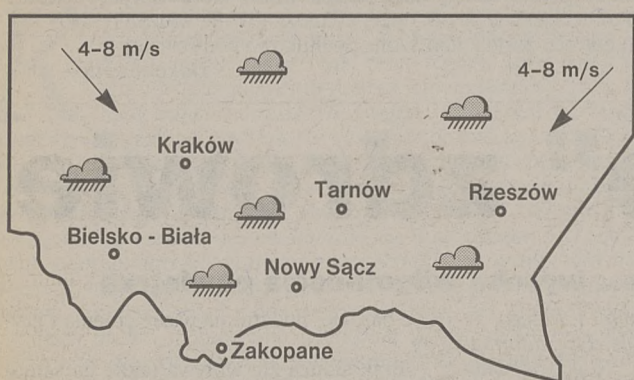 4-8 m/s
4-8 m/s
Kraków
Tarnów
Rzeszów
Bielsko - Biała
Nowy Sącz
Zakopane